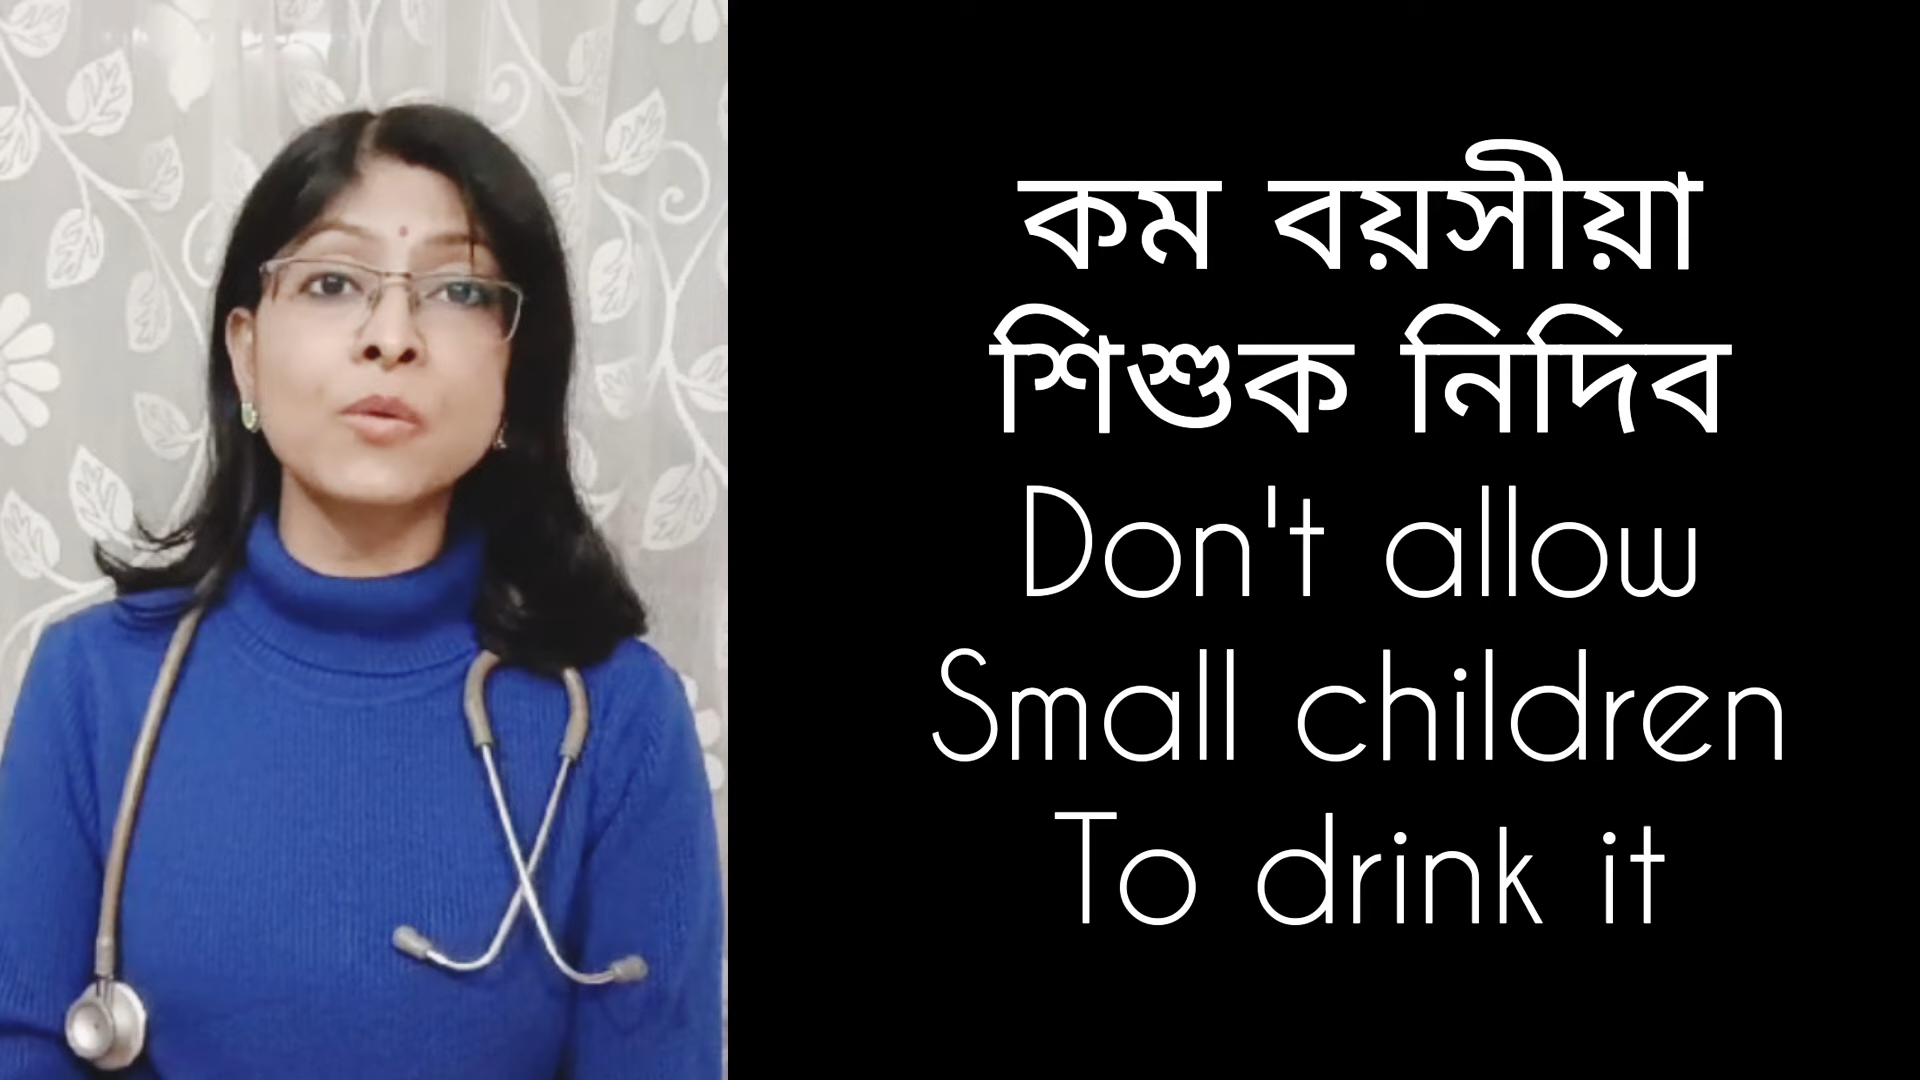 কম বয়সীয়া
শিশুক নিদিব
Don't allow
Small children
To drink it